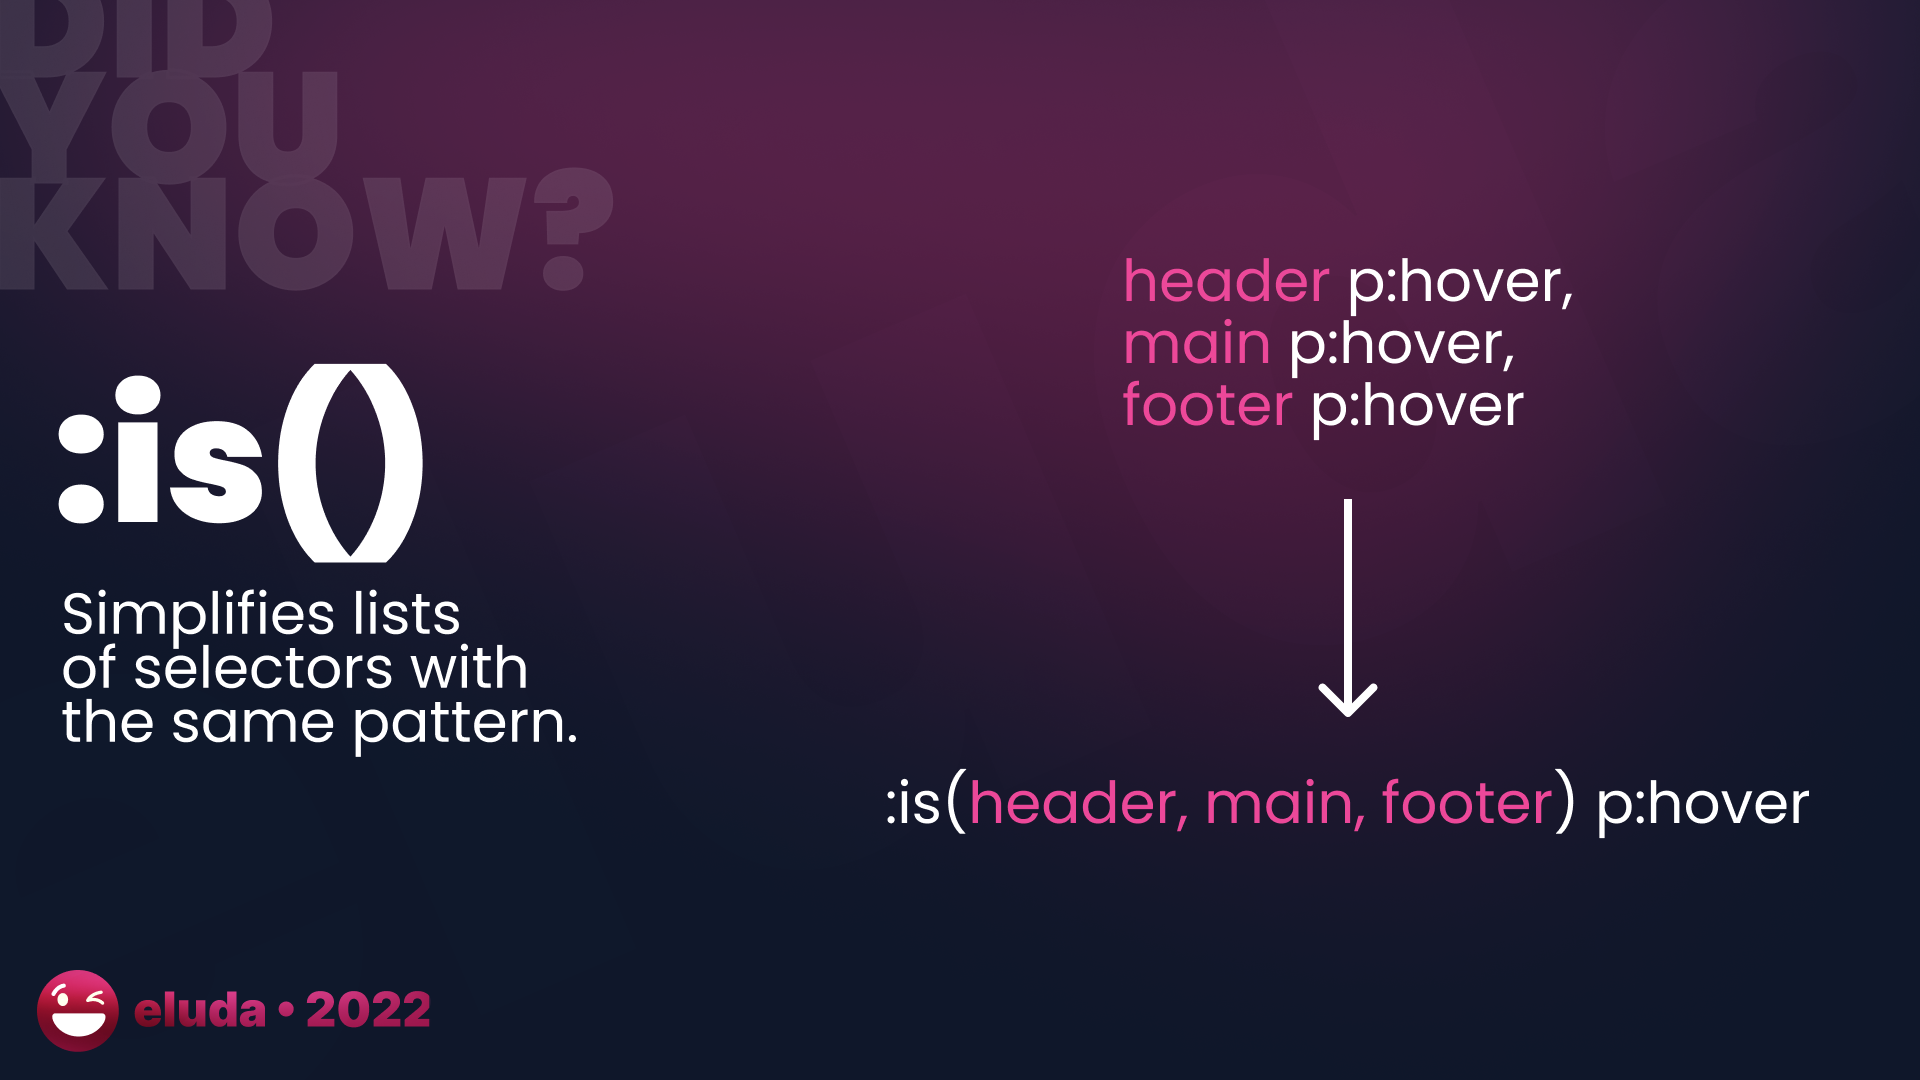 DID
YOU
KNOW?
:is()
Simplifies lists
of selectors with
the same pattern.
header p:hover,
main p:hover,
footer p:hover
:is(header, main, footer) p:hover
eluda • 2022